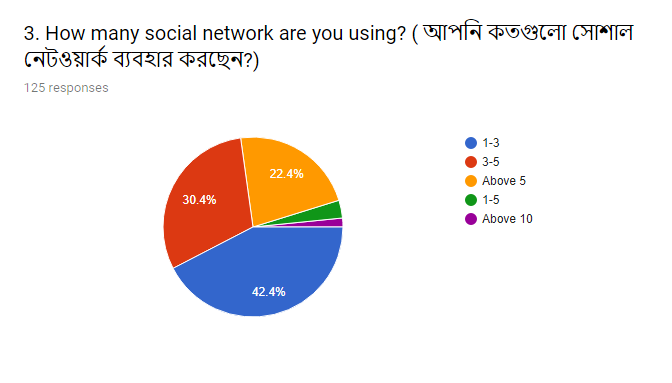 3. How many social network are you using? ( আপনি কতগুলো সোশাল
নেটওয়ার্ক ব্যবহার করছেন?)
125 responses
22.4%
30.4%
42.4%
1-3
3-5
Above 5
1-5
Above 10